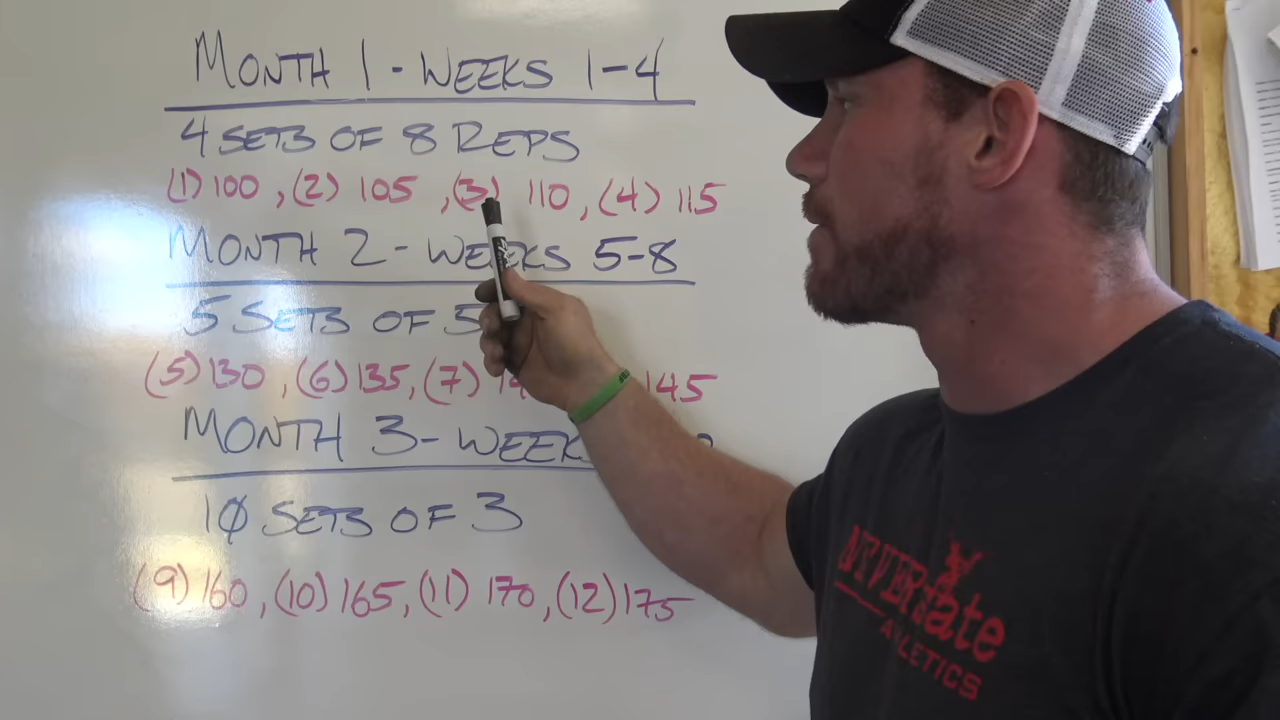 MONTH 1 - WEEKS 1-4
4 SETS OF 8 REPS
(1) 100 , (2) 105 , (3) 110 , (4) 115
MONTH 2 - WEEKS 5-8
5 SETS OF 5
(5) 130 , (6) 135, (7) 145
MONTH 3 - WEEK
10 SETS OF 3
(9) 160 , (10) 165, (11) 170, (12) 175
ATHLETICS